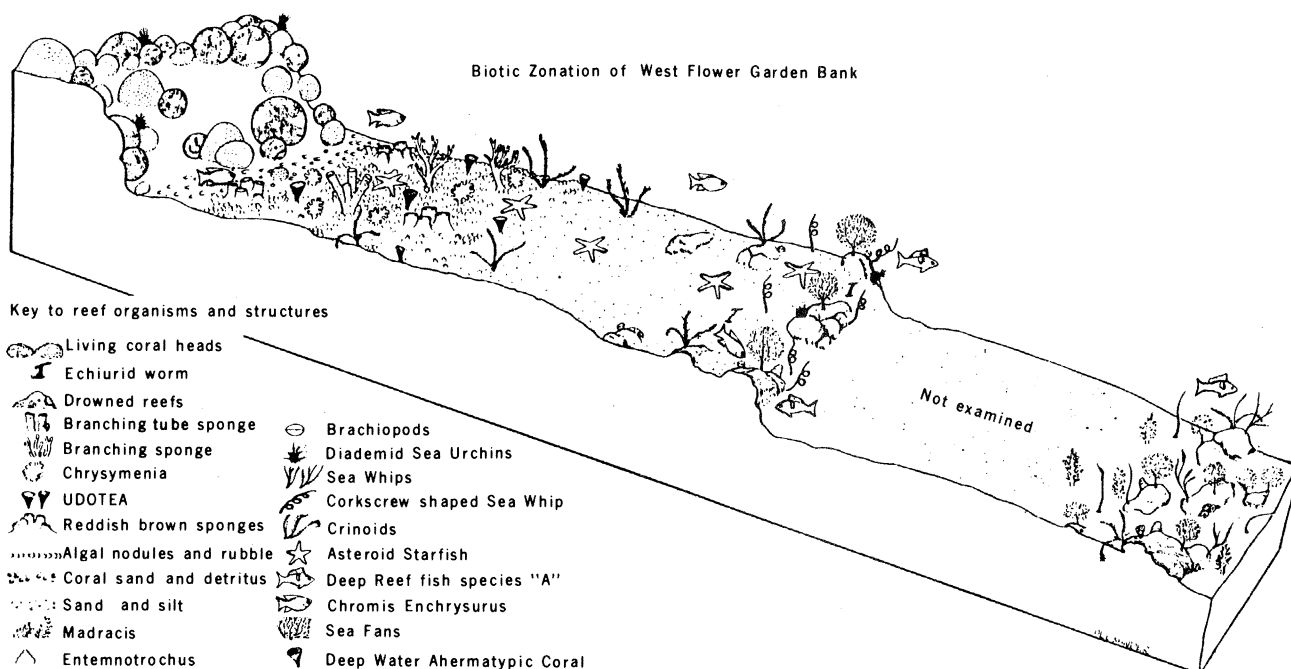 Biotic Zonation of West Flower Garden Bank
Not examined
Key to reef organisms and structures
Living coral heads
Echiurid worm
Drowned reefs
Branching tube sponge
Branching sponge
Chrysymenia
UDOTEA
Reddish brown sponges
Algal nodules and rubble
Coral sand and detritus
Sand and silt
Madracis
Entemnotrochus
Brachiopods
Diademid Sea Urchins
Sea Whips
Corkscrew shaped Sea Whip
Crinoids
Asteroid Starfish
Deep Reef fish species "A"
Chromis Enchrysurus
Sea Fans
Deep Water Ahermatypic Coral